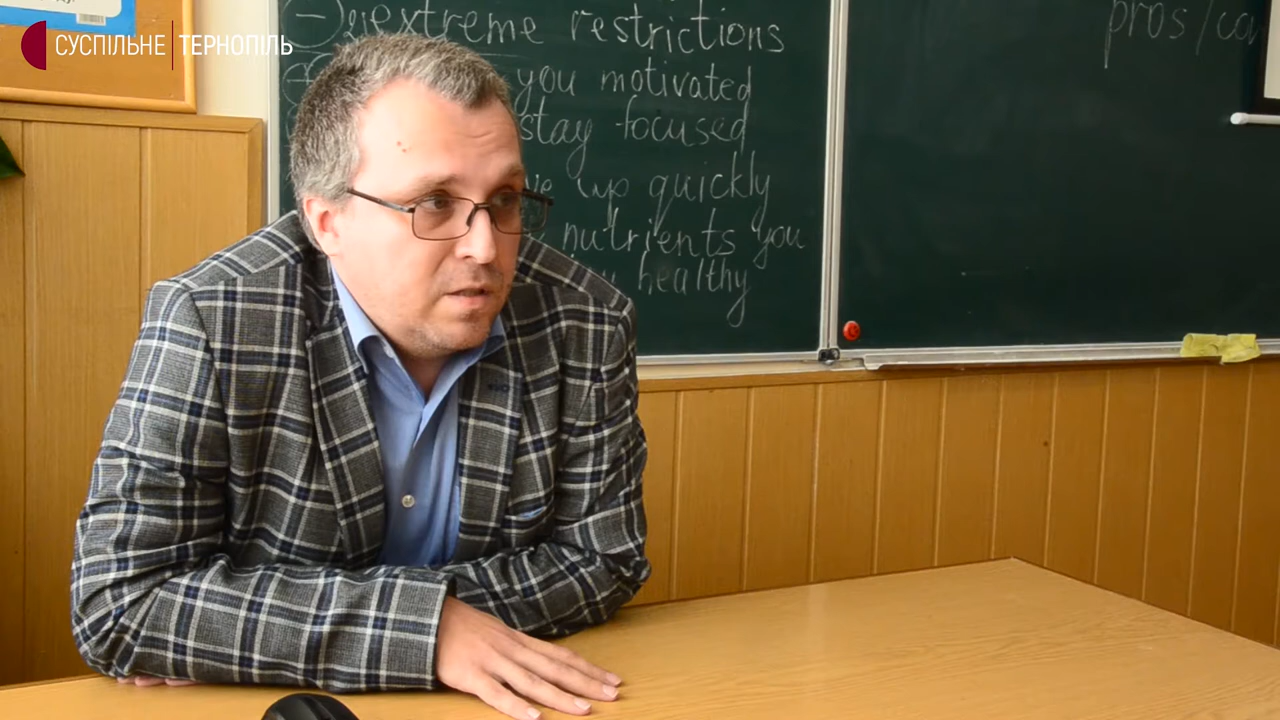 СУСПІЛЬНЕ ТЕРНОПІЛЬ
extreme restrictions
you motivated
stay focused
up quickly
nutrients you
healthy
pros/co